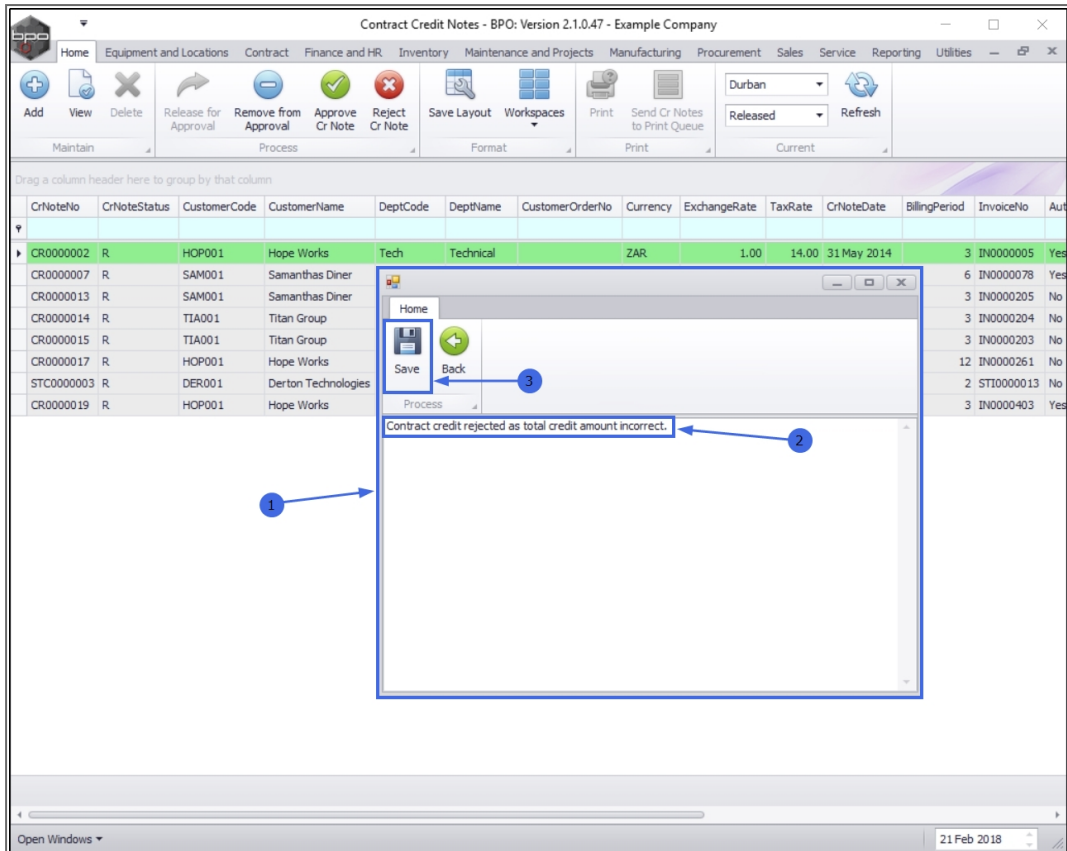 Contract Credit Notes - BPO: Version 2.1.0.47 - Example Company
bpo
Home Equipment and Locations Contract Finance and HR Inventory Maintenance and Projects Manufacturing Procurement Sales Service Reporting Utilities
Add View Delete Release for Approval Remove from Approval Approve Cr Note Reject Cr Note Save Layout Workspaces Print Send Cr Notes to Print Queue Durban Released Refresh
Maintain Process Format Print Current
Drag a column header here to group by that column
CrNoteNo CrNoteStatus CustomerCode CustomerName DeptCode DeptName CustomerOrderNo Currency ExchangeRate TaxRate CrNoteDate BillingPeriod InvoiceNo Aut
CR0000002 R HOP001 Hope Works Tech Technical ZAR 1.00 14.00 31 May 2014 3 IN0000005 Yes
CR0000007 R SAM001 Samanthas Diner 6 IN0000078 Yes
CR0000013 R SAM001 Samanthas Diner 3 IN0000205 No
CR0000014 R TIA001 Titan Group 3 IN0000204 No
CR0000015 R TIA001 Titan Group 3 IN0000203 No
CR0000017 R HOP001 Hope Works 12 IN0000261 No
STC0000003 R DER001 Derton Technologies 2 STI0000013 No
CR0000019 R HOP001 Hope Works 3 IN0000403 Yes
Home
Save Back
3
Process
Contract credit rejected as total credit amount incorrect.
2
1
Open Windows 21 Feb 2018